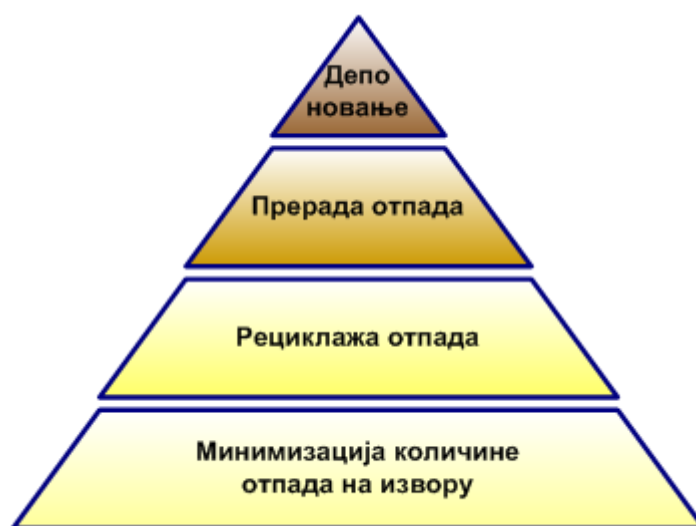 Депо
новање
Прерада отпада
Рециклажа отпада
Минимизација количине
отпада на извору